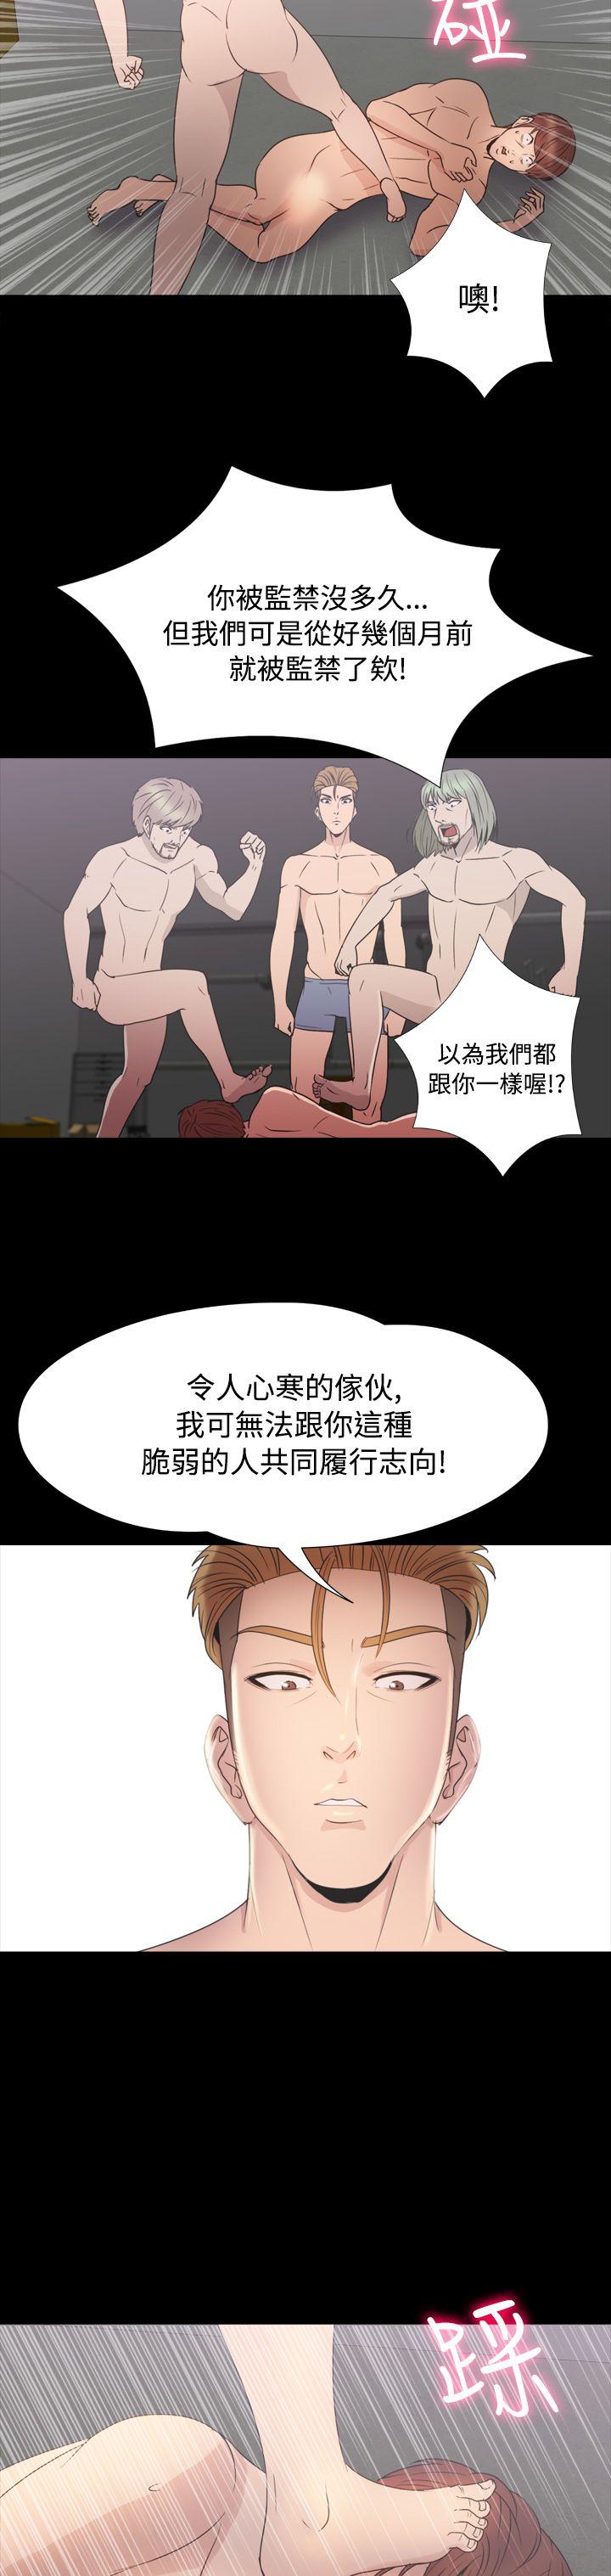 碰
噢!
你被監禁沒多久...
但我們可是從好幾個月前
就被監禁了欸!
以為我們都
跟你一樣喔!?
令人心寒的傢伙,
我可無法跟你這種
脆弱的人共同履行志向!
踩